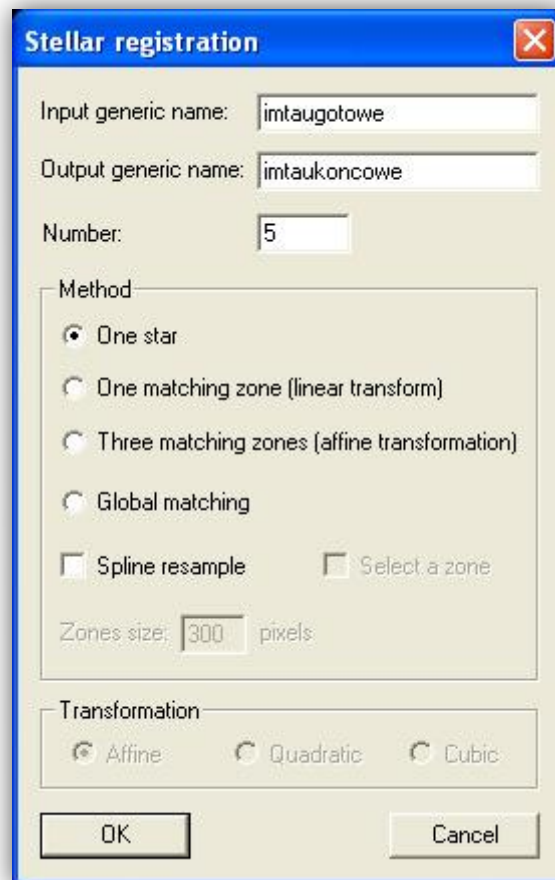 Stellar registration
Input generic name: imtaugotowe
Output generic name: imtaukoncowe
Number: 5
Method
One star
One matching zone (linear transform)
Three matching zones (affine transformation)
Global matching
Spline resample Select a zone
Zones size: 300 pixels
Transformation
Affine Quadratic Cubic
OK Cancel